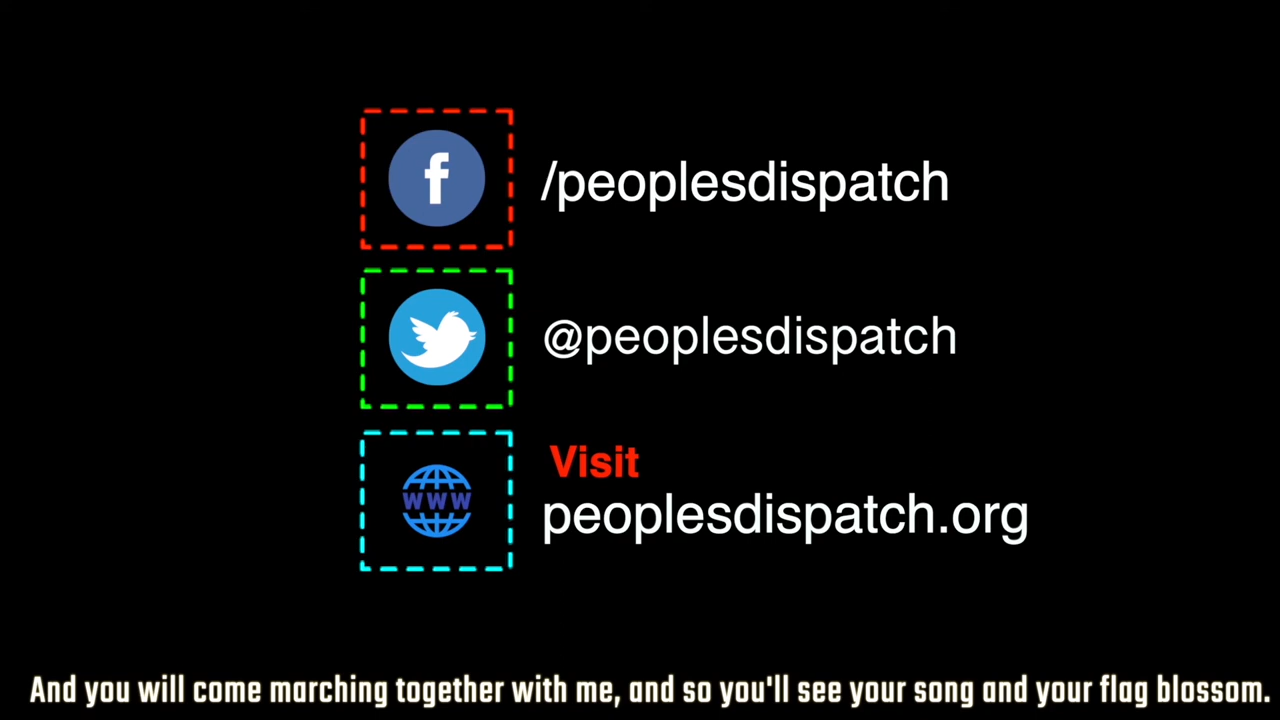 f
/peoplesdispatch
@peoplesdispatch
Visit
WWW
peoplesdispatch.org
And you will come marching together with me, and so you'll see your song and your flag blossom.